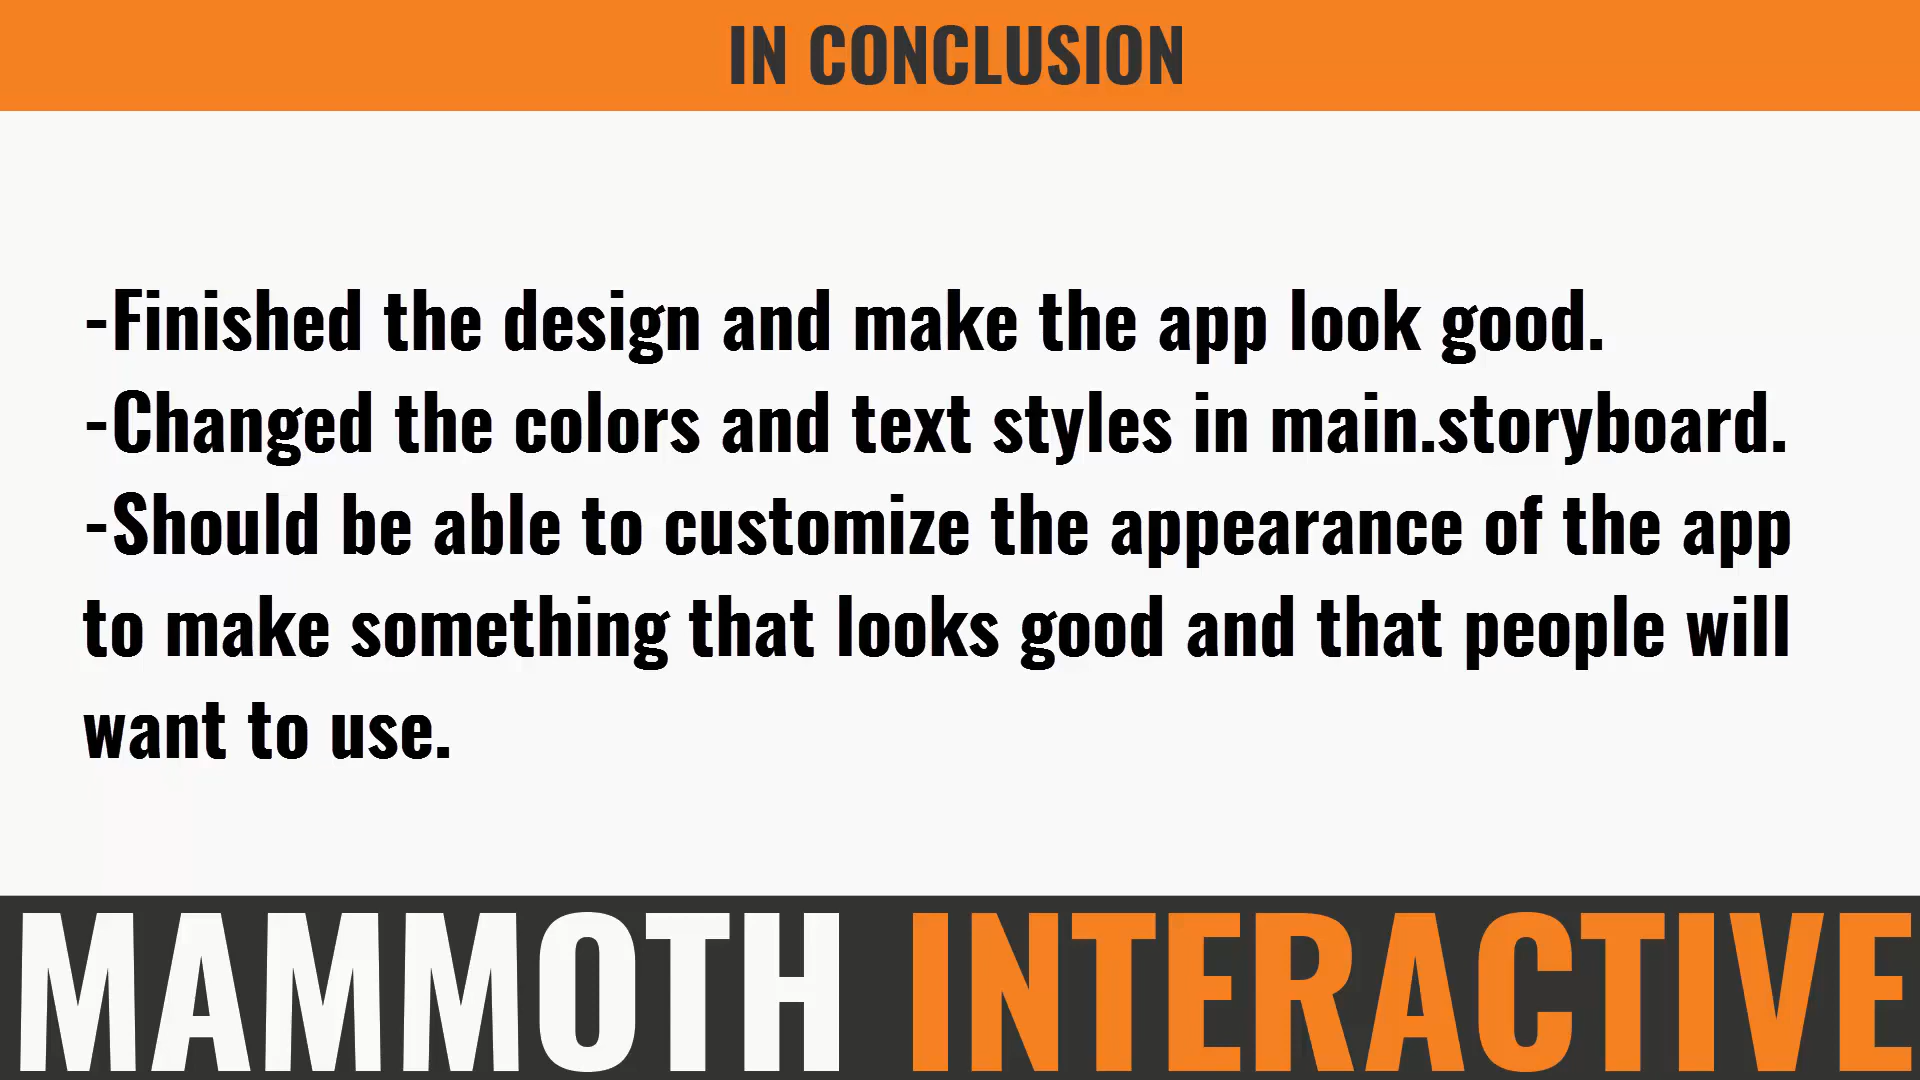 IN CONCLUSION
-Finished the design and make the app look good.
-Changed the colors and text styles in main.storyboard.
-Should be able to customize the appearance of the app
to make something that looks good and that people will
want to use.
MAMMOTH INTERACTIVE